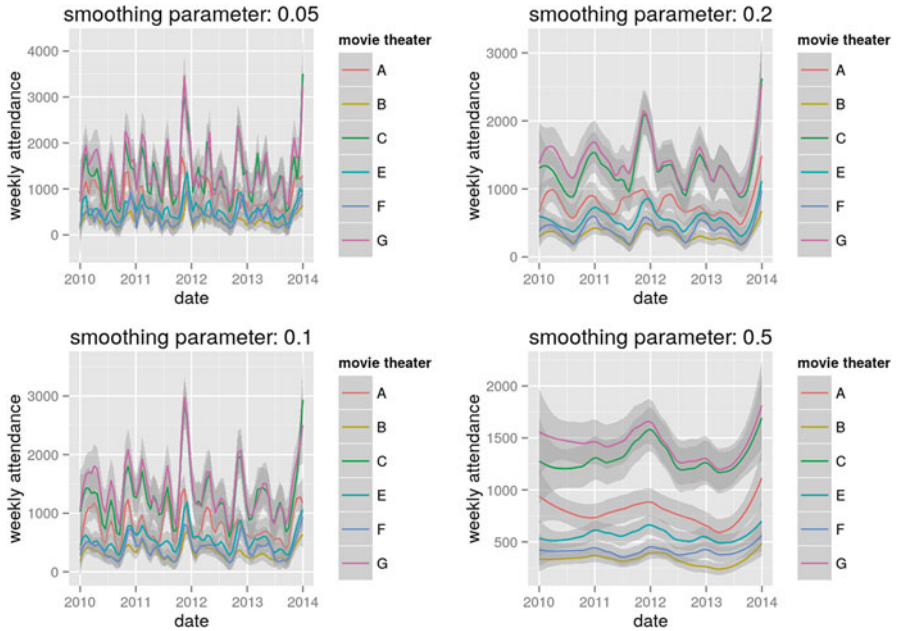 smoothing parameter: 0.05
weekly attendance
4000
3000
2000
1000
0
2010 2011 2012 2013 2014
date
movie theater
A
B
C
E
F
G
smoothing parameter: 0.2
weekly attendance
3000
2000
1000
0
2010 2011 2012 2013 2014
date
movie theater
A
B
C
E
F
G
smoothing parameter: 0.1
weekly attendance
3000
2000
1000
0
2010 2011 2012 2013 2014
date
movie theater
A
B
C
E
F
G
smoothing parameter: 0.5
weekly attendance
2000
1500
1000
500
2010 2011 2012 2013 2014
date
movie theater
A
B
C
E
F
G